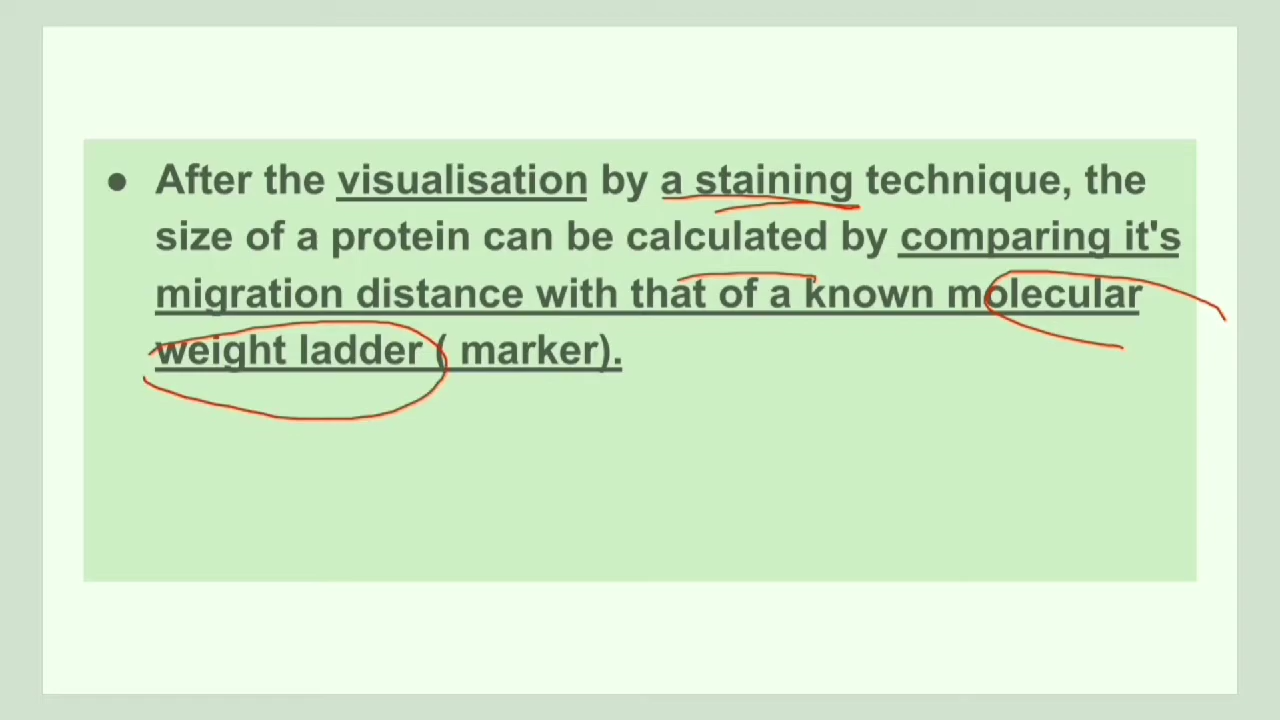 ● After the visualisation by a staining technique, the
size of a protein can be calculated by comparing it's
migration distance with that of a known molecular
weight ladder ( marker).